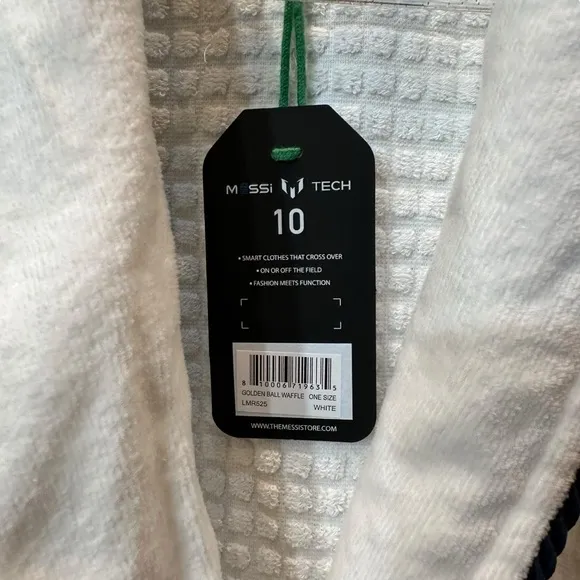 MESSI TECH
10
• SMART CLOTHES THAT CROSS OVER
• ON OR OFF THE FIELD
• FASHION MEETS FUNCTION
8 10006 71963 5
GOLDEN BALL WAFFLE ONE SIZE
LMR525 WHITE
WWW.THEMESSISTORE.COM